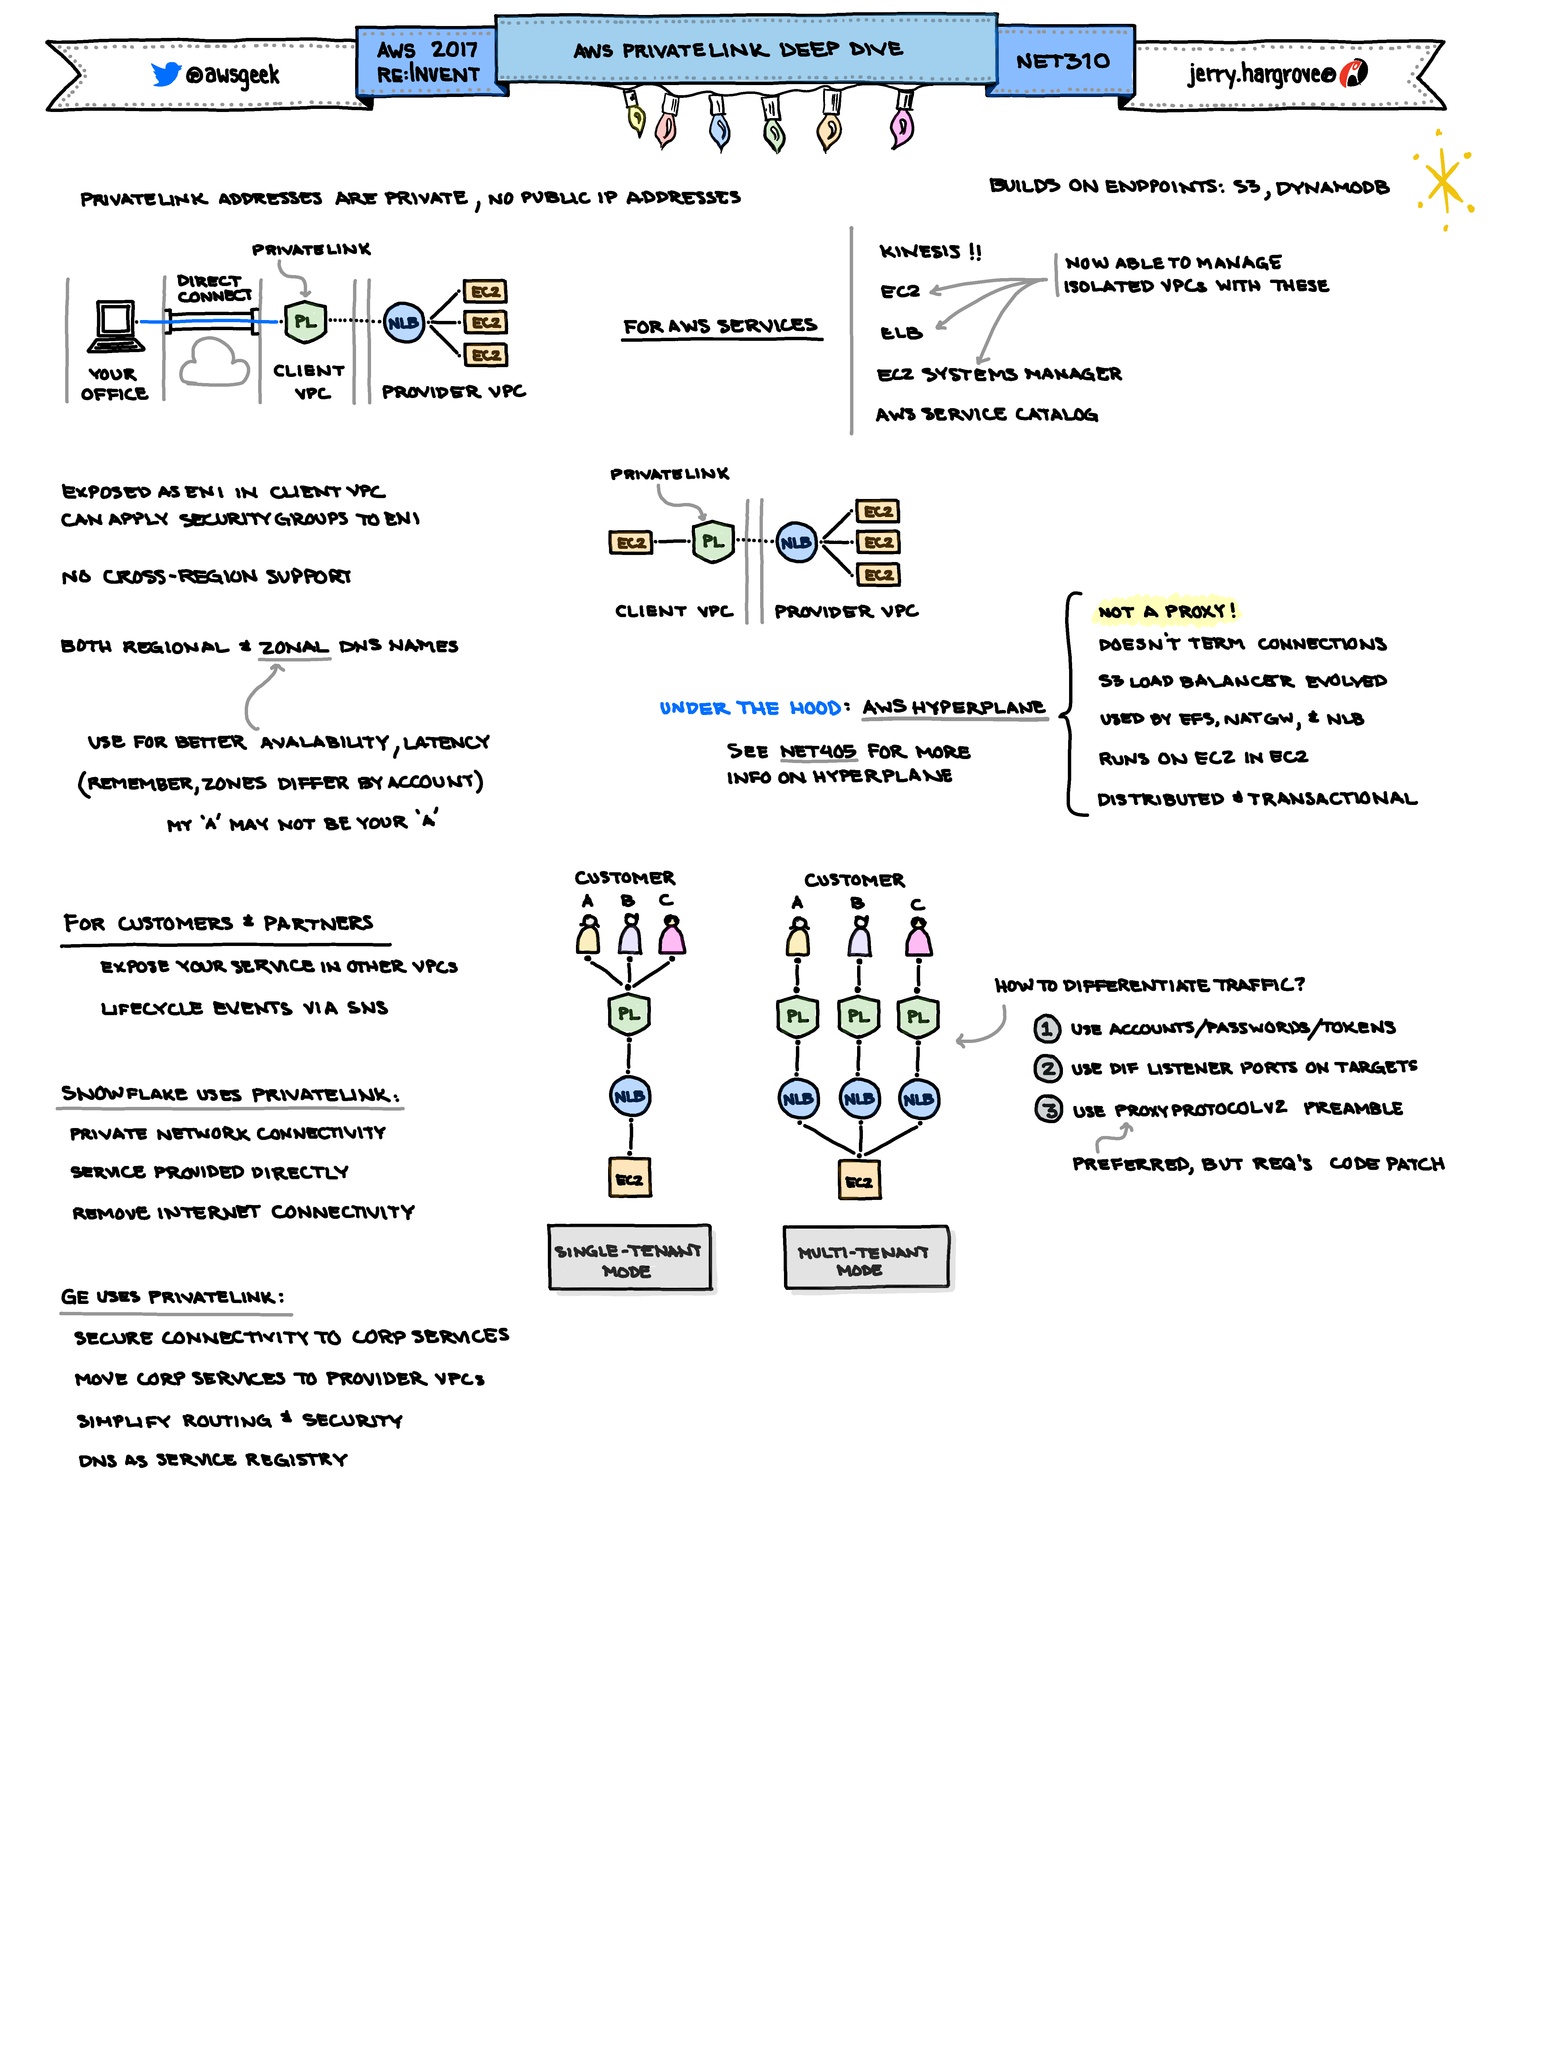 @awsgeek
AWS 2017
RE:INVENT
AWS PRIVATELINK DEEP DIVE
NET310
jerry.hargrove@
PRIVATELINK ADDRESSES ARE PRIVATE, NO PUBLIC IP ADDRESSES
BUILDS ON ENDPOINTS: S3, DYNAMODB
PRIVATELINK
DIRECT
CONNECT
PL
NLB
EC2
EC2
EC2
YOUR
OFFICE
CLIENT
VPC
PROVIDER VPC
FOR AWS SERVICES
KINESIS !!
EC2
ELB
EC2 SYSTEMS MANAGER
AWS SERVICE CATALOG
NOW ABLE TO MANAGE
ISOLATED VPCs WITH THESE
EXPOSED AS ENI IN CLIENT VPC
CAN APPLY SECURITY GROUPS TO ENI
NO CROSS-REGION SUPPORT
BOTH REGIONAL & ZONAL DNS NAMES
USE FOR BETTER AVALABILITY, LATENCY
(REMEMBER, ZONES DIFFER BY ACCOUNT)
MY 'A' MAY NOT BE YOUR 'A'
PRIVATELINK
EC2
PL
NLB
EC2
EC2
EC2
CLIENT VPC
PROVIDER VPC
UNDER THE HOOD: AWS HYPERPLANE
SEE NET405 FOR MORE
INFO ON HYPERPLANE
NOT A PROXY!
DOESN'T TERM CONNECTIONS
S3 LOAD BALANCER EVOLVED
USED BY EFS, NATGW, & NLB
RUNS ON EC2 IN EC2
DISTRIBUTED & TRANSACTIONAL
FOR CUSTOMERS & PARTNERS
EXPOSE YOUR SERVICE IN OTHER VPCs
LIFECYCLE EVENTS VIA SNS
SNOWFLAKE USES PRIVATELINK:
PRIVATE NETWORK CONNECTIVITY
SERVICE PROVIDED DIRECTLY
REMOVE INTERNET CONNECTIVITY
GE USES PRIVATELINK:
SECURE CONNECTIVITY TO CORP SERVICES
MOVE CORP SERVICES TO PROVIDER VPCs
SIMPLIFY ROUTING & SECURITY
DNS AS SERVICE REGISTRY
CUSTOMER
A B C
PL
NLB
EC2
SINGLE-TENANT
MODE
CUSTOMER
A B C
PL PL PL
NLB NLB NLB
EC2
MULTI-TENANT
MODE
HOW TO DIFFERENTIATE TRAFFIC?
1 USE ACCOUNTS/PASSWORDS/TOKENS
2 USE DIF LISTENER PORTS ON TARGETS
3 USE PROXYPROTOCOLV2 PREAMBLE
PREFERRED, BUT REQ'S CODE PATCH